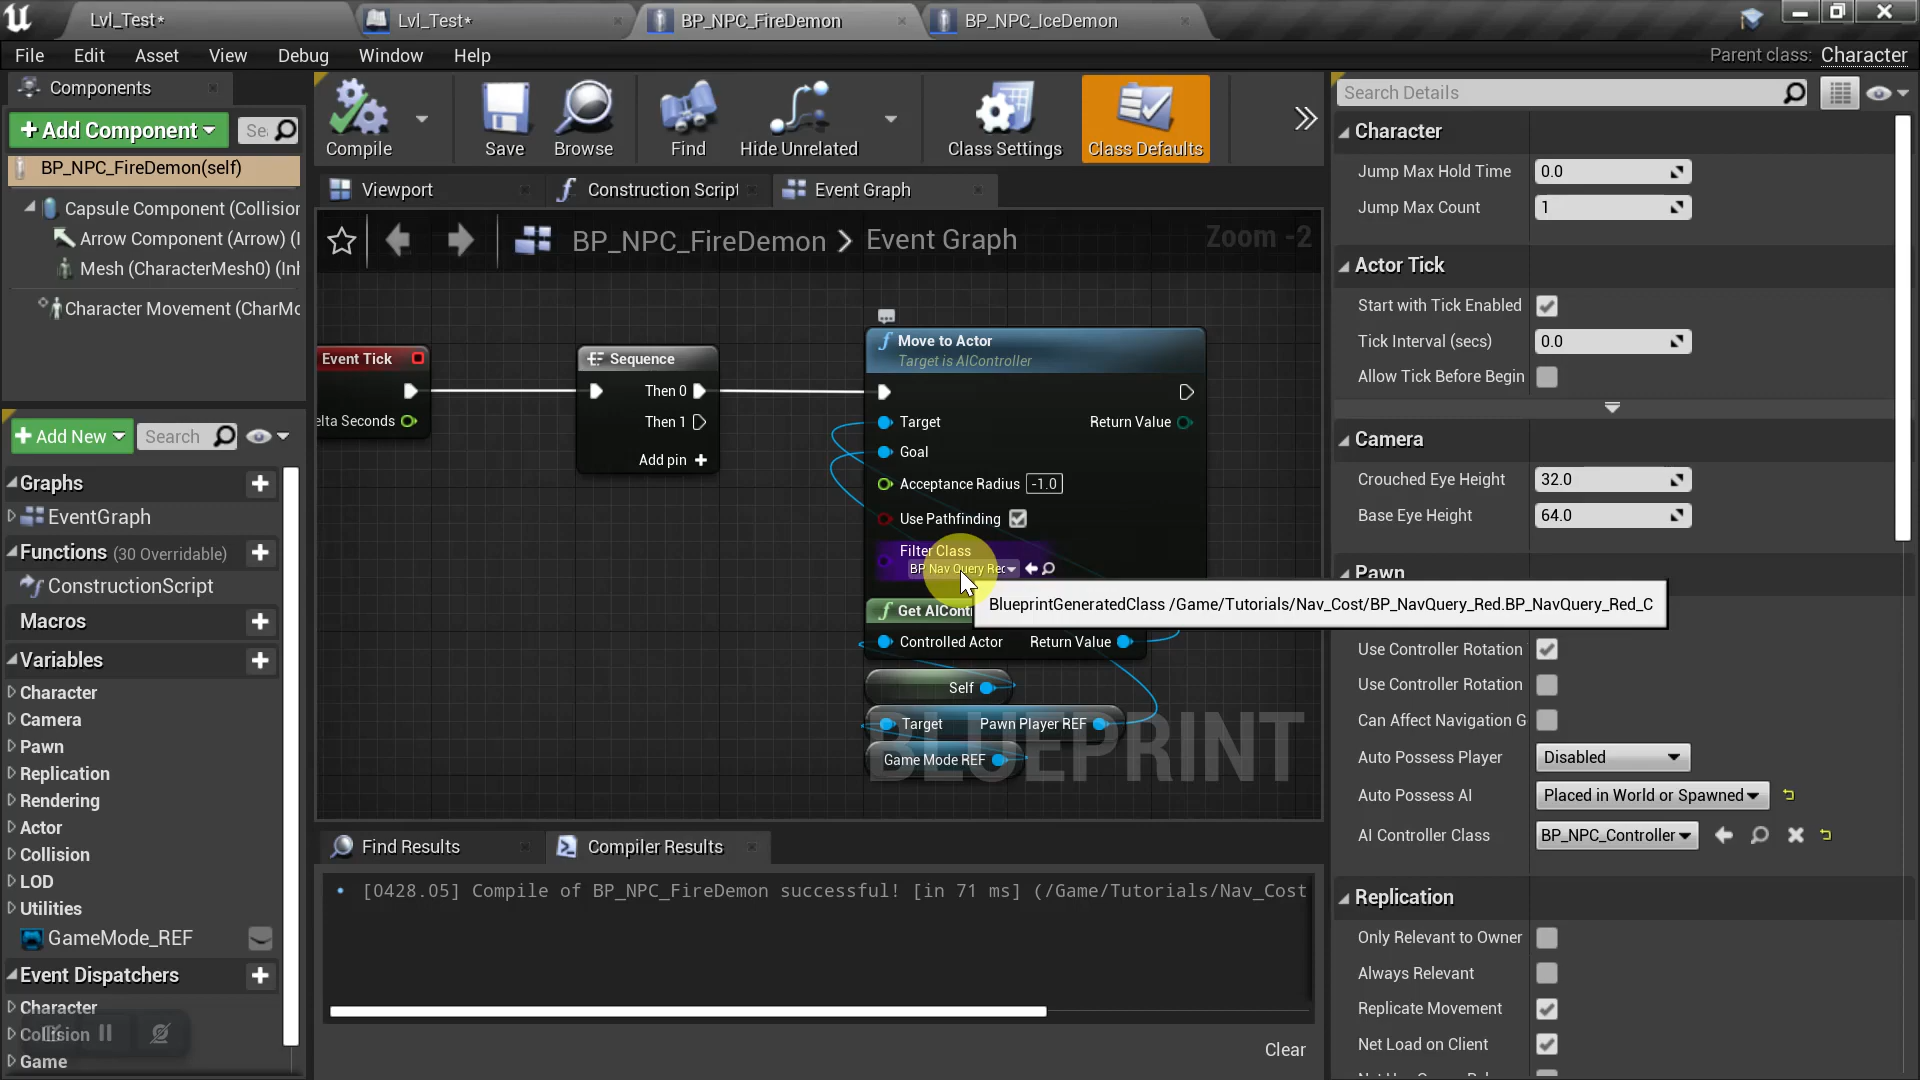 Lvl_Test*
Lvl_Test*
BP_NPC_FireDemon
BP_NPC_IceDemon
File
Edit
Asset
View
Debug
Window
Help
Parent class:
Character
Components
Add Component
Se
BP_NPC_FireDemon(self)
Capsule Component (Collision
Arrow Component (Arrow) (I
Mesh (CharacterMesh0) (Inh
Character Movement (CharMo
Compile
Save
Browse
Find
Hide Unrelated
Class Settings
Class Defaults
Viewport
Construction Script
Event Graph
BP_NPC_FireDemon
Event Graph
Zoom -2
Event Tick
elta Seconds
Sequence
Then 0
Then 1
Add pin
Move to Actor
Target is AIController
Target
Return Value
Goal
Acceptance Radius
-1.0
Use Pathfinding
Filter Class
BP Nav Query Rec
BlueprintGeneratedClass /Game/Tutorials/Nav_Cost/BP_NavQuery_Red.BP_NavQuery_Red_C
Get AICont
Controlled Actor
Return Value
Self
Target
Pawn Player REF
Game Mode REF
BLUEPRINT
Add New
Search
Graphs
EventGraph
Functions (30 Overridable)
ConstructionScript
Macros
Variables
Character
Camera
Pawn
Replication
Rendering
Actor
Collision
LOD
Utilities
GameMode_REF
Event Dispatchers
Character
Collision
Game
Find Results
Compiler Results
[0428.05] Compile of BP_NPC_FireDemon successful! [in 71 ms] (/Game/Tutorials/Nav_Cost
Clear
Search Details
Character
Jump Max Hold Time
0.0
Jump Max Count
1
Actor Tick
Start with Tick Enabled
Tick Interval (secs)
0.0
Allow Tick Before Begin
Camera
Crouched Eye Height
32.0
Base Eye Height
64.0
Pawn
Use Controller Rotation
Use Controller Rotation
Can Affect Navigation G
Auto Possess Player
Disabled
Auto Possess AI
Placed in World or Spawned
AI Controller Class
BP_NPC_Controller
Replication
Only Relevant to Owner
Always Relevant
Replicate Movement
Net Load on Client